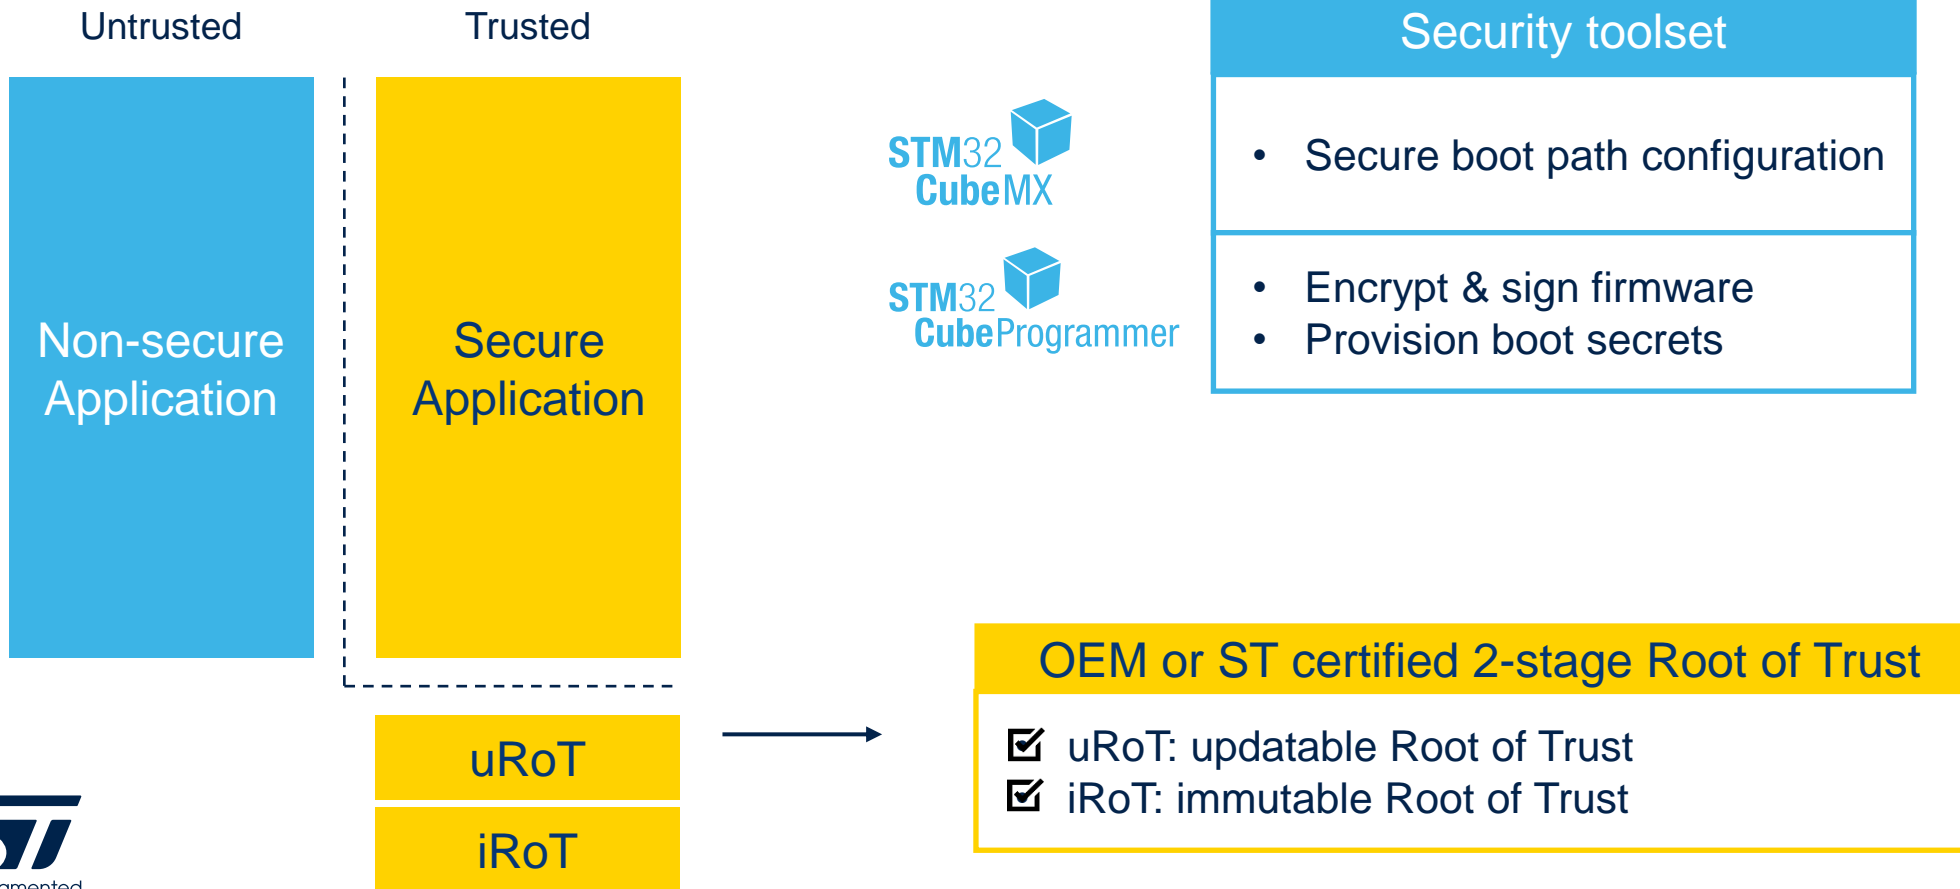 Untrusted
Trusted
Non-secure
Application
Secure
Application
uRoT
iRoT
STM32
CubeMX
STM32
CubeProgrammer
Security toolset
• Secure boot path configuration
• Encrypt & sign firmware
• Provision boot secrets
OEM or ST certified 2-stage Root of Trust
uRoT: updatable Root of Trust
iRoT: immutable Root of Trust